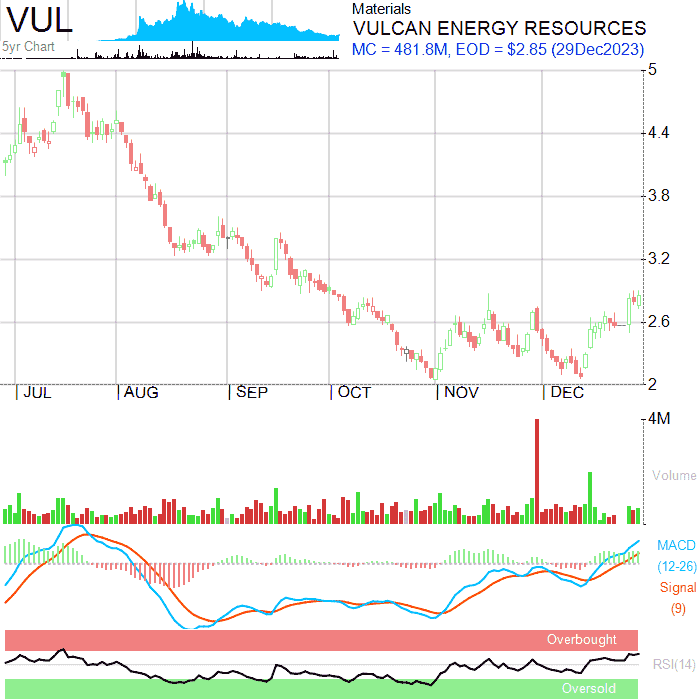 VUL
5yr Chart
Materials
VULCAN ENERGY RESOURCES
MC = 481.8M, EOD = $2.85 (29Dec2023)
5
4.4
3.8
3.2
2.6
2
JUL AUG SEP OCT NOV DEC
4M
Volume
MACD
(12-26)
Signal
(9)
Overbought
RSI(14)
Oversold